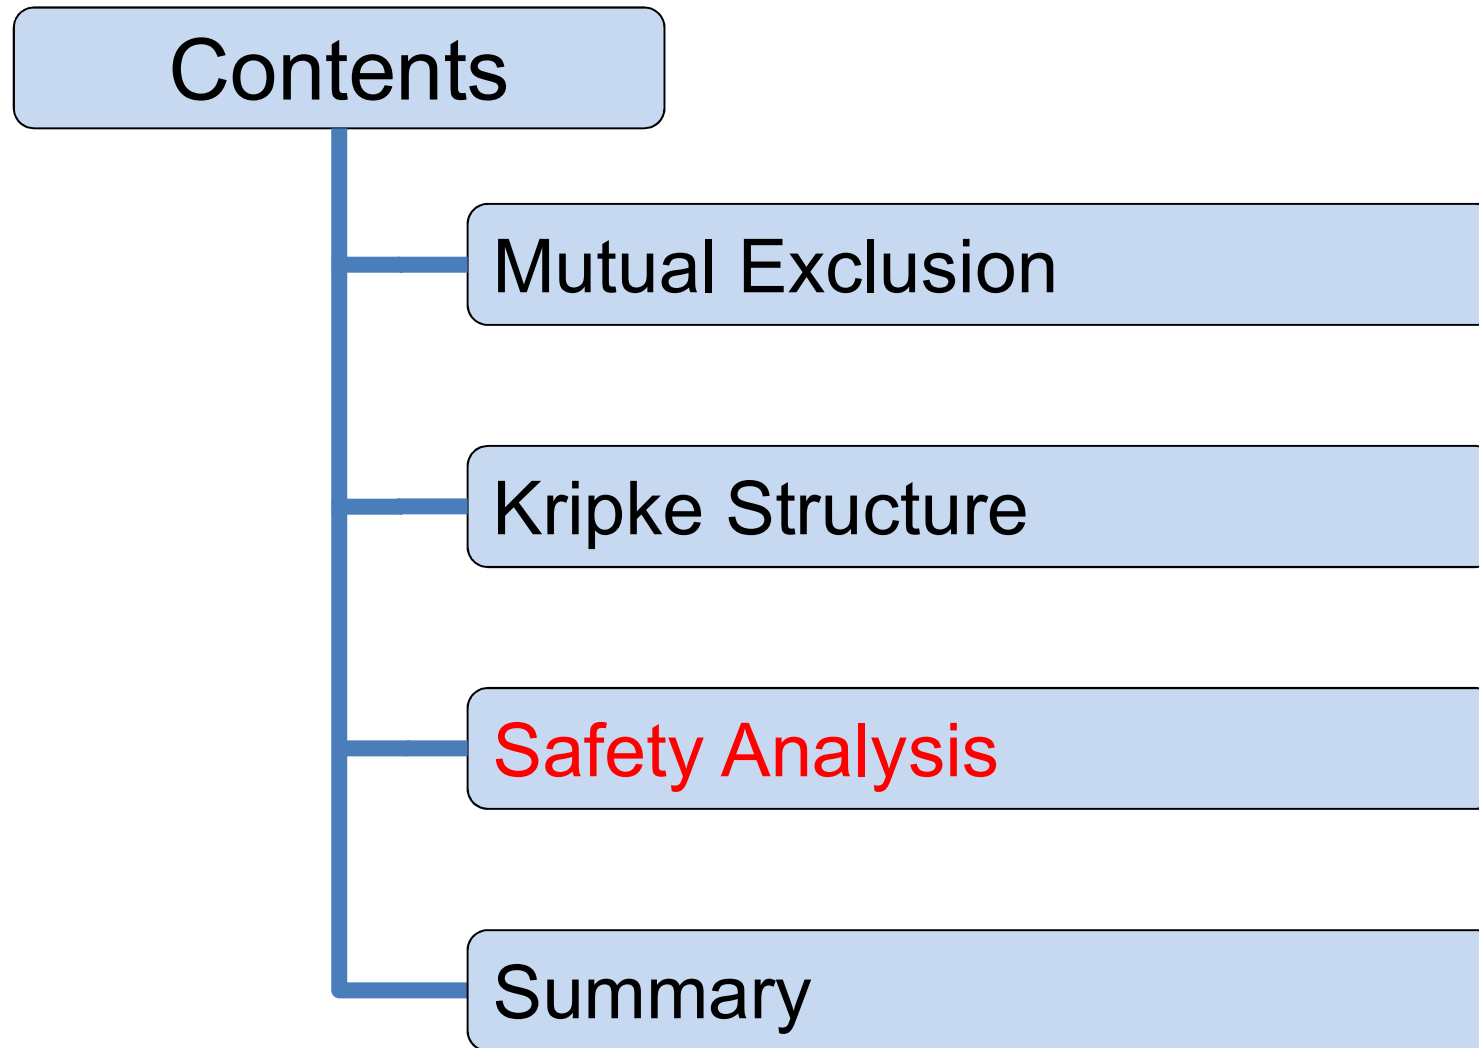 Contents
Mutual Exclusion
Kripke Structure
Safety Analysis
Summary